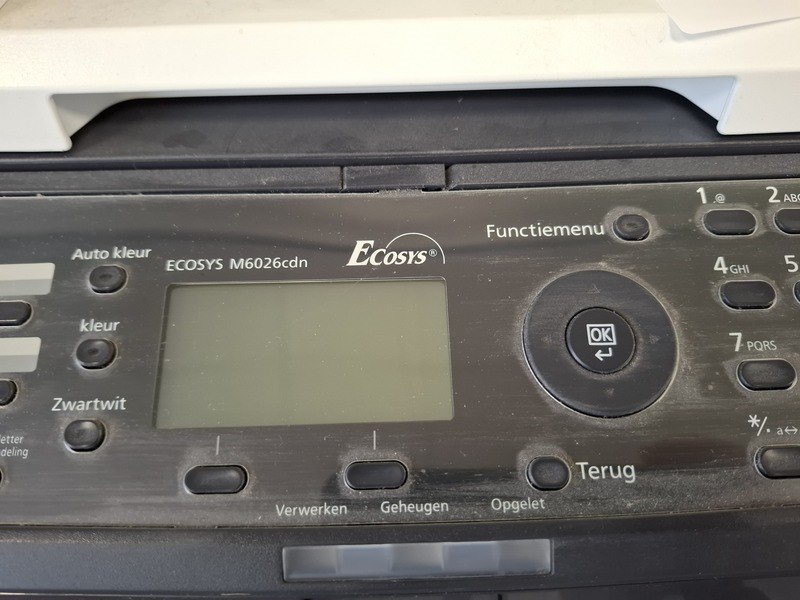 Functiemenu
1 .@
2 ABC
Auto kleur
ECOSYS M6026cdn
ECOSYS®
4 GHI
5
kleur
OK
7 PQRS
Zwartwit
*/. a↔
Terug
Verwerken
Geheugen
Opgelet